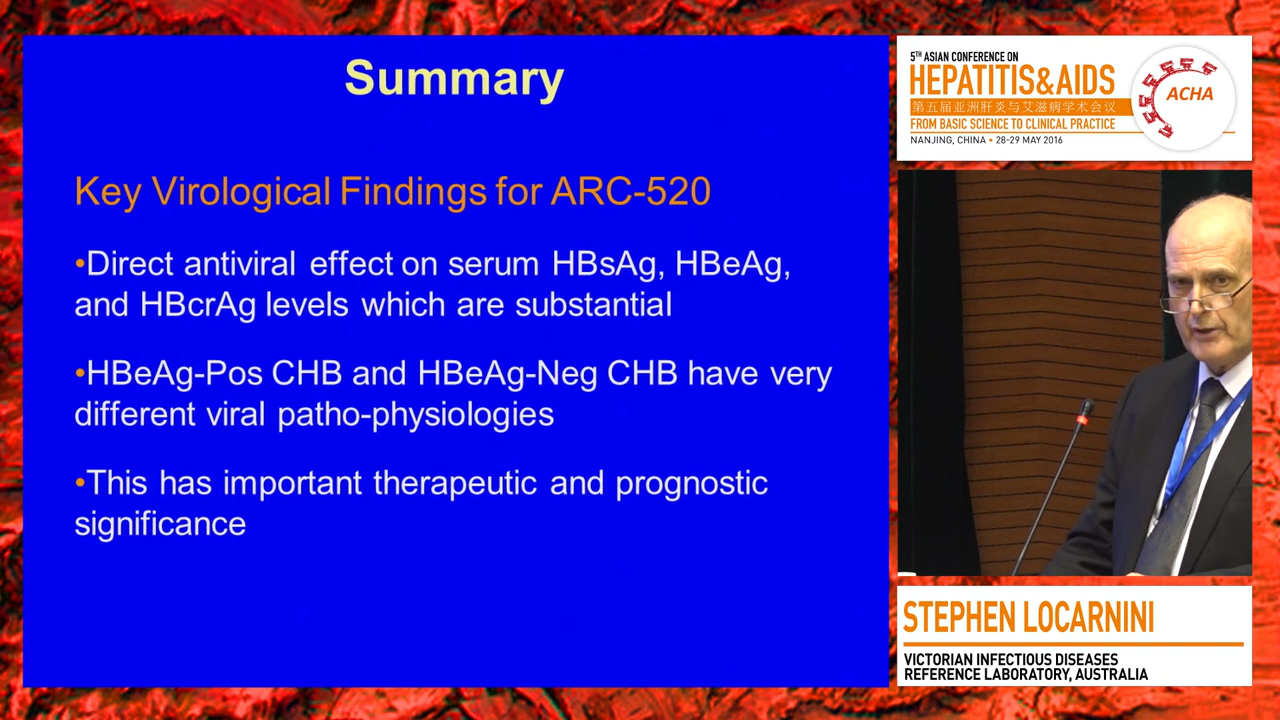 Summary
Key Virological Findings for ARC-520
•Direct antiviral effect on serum HBsAg, HBeAg,
and HBcrAg levels which are substantial
•HBeAg-Pos CHB and HBeAg-Neg CHB have very
different viral patho-physiologies
•This has important therapeutic and prognostic
significance
5TH ASIAN CONFERENCE ON
HEPATITIS&AIDS
第五届亚洲肝炎与艾滋病学术会议
FROM BASIC SCIENCE TO CLINICAL PRACTICE
NANJING, CHINA • 28-29 MAY 2016
ACHA
STEPHEN LOCARNINI
VICTORIAN INFECTIOUS DISEASES
REFERENCE LABORATORY, AUSTRALIA